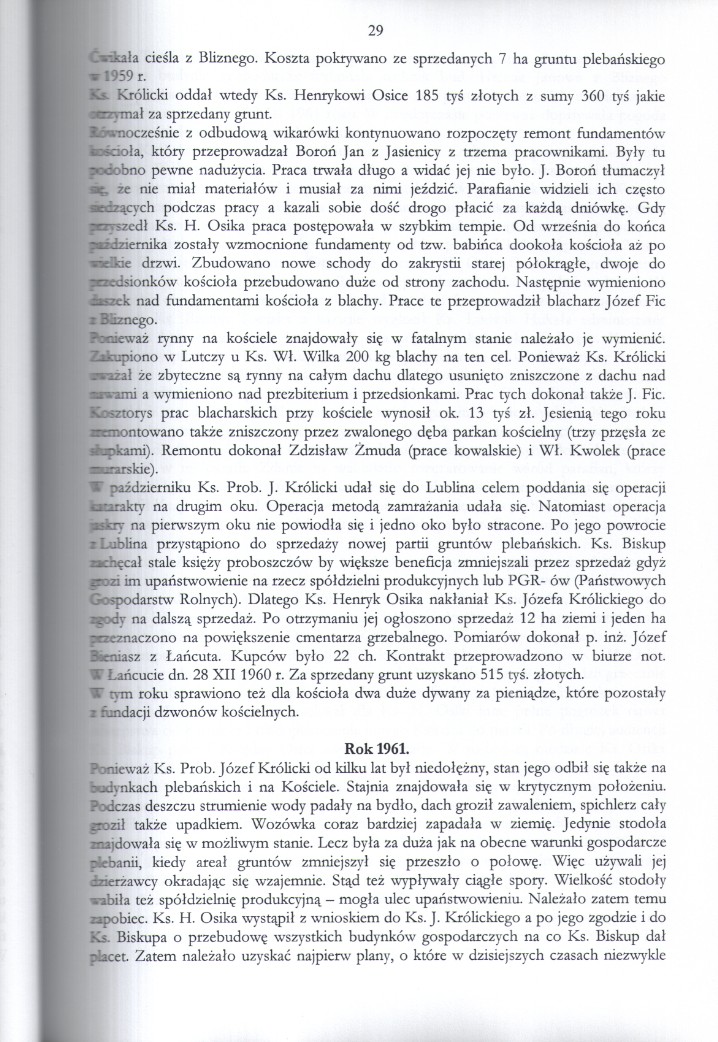 29
Ćwikała cieśla z Bliznego. Koszta pokrywano ze sprzedanych 7 ha gruntu plebańskiego
w 1959 r.
Ks. Królicki oddał wtedy Ks. Henrykowi Osice 185 tyś złotych z sumy 360 tyś jakie
otrzymał za sprzedany grunt.
Równocześnie z odbudową wikarówki kontynuowano rozpoczęty remont fundamentów
kościoła, który przeprowadzał Boroń Jan z Jasienicy z trzema pracownikami. Były tu
podobno pewne nadużycia. Praca trwała długo a widać jej nie było. J. Boroń tłumaczył
się, że nie miał materiałów i musiał za nimi jeździć. Parafianie widzieli ich często
siedzących podczas pracy a kazali sobie dość drogo płacić za każdą dniówkę. Gdy
przyszedł Ks. H. Osika praca postępowała w szybkim tempie. Od września do końca
października zostały wzmocnione fundamenty od tzw. babińca dookoła kościoła aż po
wielkie drzwi. Zbudowano nowe schody do zakrystii starej półokrągłe, dwoje do
przedsionków kościoła przebudowano duże od strony zachodu. Następnie wymieniono
daszek nad fundamentami kościoła z blachy. Prace te przeprowadził blacharz Józef Fic
z Bliznego.
Ponieważ rynny na kościele znajdowały się w fatalnym stanie należało je wymienić.
Zakupiono w Lutczy u Ks. Wł. Wilka 200 kg blachy na ten cel. Ponieważ Ks. Królicki
uważał że zbyteczne są rynny na całym dachu dlatego usunięto zniszczone z dachu nad
nawami a wymieniono nad prezbiterium i przedsionkami. Prac tych dokonał także J. Fic.
Kosztorys prac blacharskich przy kościele wynosił ok. 13 tyś zł. Jesienią tego roku
zremontowano także zniszczony przez zwalonego dęba parkan kościelny (trzy przęsła ze
słupkami). Remontu dokonał Zdzisław Żmuda (prace kowalskie) i Wł. Kwolek (prace
murarskie).
W październiku Ks. Prob. J. Królicki udał się do Lublina celem poddania się operacji
katarakty na drugim oku. Operacja metodą zamrażania udała się. Natomiast operacja
jaskry na pierwszym oku nie powiodła się i jedno oko było stracone. Po jego powrocie
z Lublina przystąpiono do sprzedaży nowej partii gruntów plebańskich. Ks. Biskup
zachęcał stale księży proboszczów by większe beneficja zmniejszali przez sprzedaż gdyż
grozi im upaństwowienie na rzecz spółdzielni produkcyjnych lub PGR- ów (Państwowych
Gospodarstw Rolnych). Dlatego Ks. Henryk Osika nakłaniał Ks. Józefa Królickiego do
zgody na dalszą sprzedaż. Po otrzymaniu jej ogłoszono sprzedaż 12 ha ziemi i jeden ha
przeznaczono na powiększenie cmentarza grzebalnego. Pomiarów dokonał p. inż. Józef
Bieniasz z Łańcuta. Kupców było 22 ch. Kontrakt przeprowadzono w biurze not.
W Łańcucie dn. 28 XII 1960 r. Za sprzedany grunt uzyskano 515 tyś. złotych.
W tym roku sprawiono też dla kościoła dwa duże dywany za pieniądze, które pozostały
z fundacji dzwonów kościelnych.
Rok 1961.
Ponieważ Ks. Prob. Józef Królicki od kilku lat był niedołężny, stan jego odbił się także na
budynkach plebańskich i na Kościele. Stajnia znajdowała się w krytycznym położeniu.
Podczas deszczu strumienie wody padały na bydło, dach groził zawaleniem, spichlerz cały
groził także upadkiem. Wozówka coraz bardziej zapadała w ziemię. Jedynie stodoła
znajdowała się w możliwym stanie. Lecz była za duża jak na obecne warunki gospodarcze
plebanii, kiedy areał gruntów zmniejszył się przeszło o połowę. Więc używali jej
dzierżawcy okradając się wzajemnie. Stąd też wypływały ciągłe spory. Wielkość stodoły
wabiła też spółdzielnię produkcyjną – mogła ulec upaństwowieniu. Należało zatem temu
zapobiec. Ks. H. Osika wystąpił z wnioskiem do Ks. J. Królickiego a po jego zgodzie i do
Ks. Biskupa o przebudowę wszystkich budynków gospodarczych na co Ks. Biskup dał
placet. Zatem należało uzyskać najpierw plany, o które w dzisiejszych czasach niezwykle